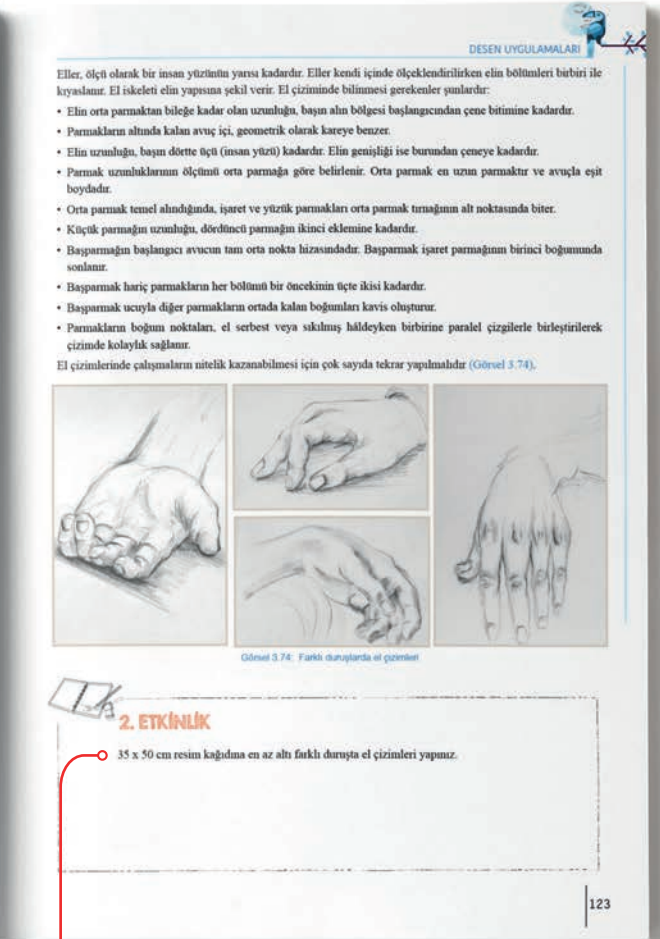 DESEN UYGULAMALARI
Eller, ölçü olarak bir insan yüzünün yarısı kadardır. Eller kendi içinde ölçeklendirilirken elin bölümleri birbiri ile
kıyaslanır. El iskeleti elin yapısına şekil verir. El çiziminde bilinmesi gerekenler şunlardır:
• Elin orta parmaktan bileğe kadar olan uzunluğu, başın alın bölgesi başlangıcından çene bitimine kadardır.
• Parmakların altında kalan avuç içi, geometrik olarak kareye benzer.
• Elin uzunluğu, başın dörtte üçü (insan yüzü) kadardır. Elin genişliği ise burundan çeneye kadardır.
• Parmak uzunluklarının ölçümü orta parmağa göre belirlenir. Orta parmak en uzun parmaktır ve avuçla eşit
boydadır.
• Orta parmak temel alındığında, işaret ve yüzük parmakları orta parmak tırnağının alt noktasında biter.
• Küçük parmağın uzunluğu, dördüncü parmağın ikinci eklemine kadardır.
• Başparmağın başlangıcı avucun tam orta nokta hizasındadır. Başparmak işaret parmağının birinci boğumunda
sonlanır.
• Başparmak hariç parmakların her bölümü bir öncekinin üçte ikisi kadardır.
• Başparmak ucuyla diğer parmakların ortada kalan boğumları kavis oluşturur.
• Parmakların boğum noktaları, el serbest veya sıkılmış hâldeyken birbirine paralel çizgilerle birleştirilerek
çizimde kolaylık sağlanır.
El çizimlerinde çalışmaların nitelik kazanabilmesi için çok sayıda tekrar yapılmalıdır (Görsel 3.74).
Görsel 3.74: Farklı duruşlarda el çizimleri
2. ETKİNLİK
35 x 50 cm resim kağıdına en az altı farklı duruşta el çizimleri yapınız.
123